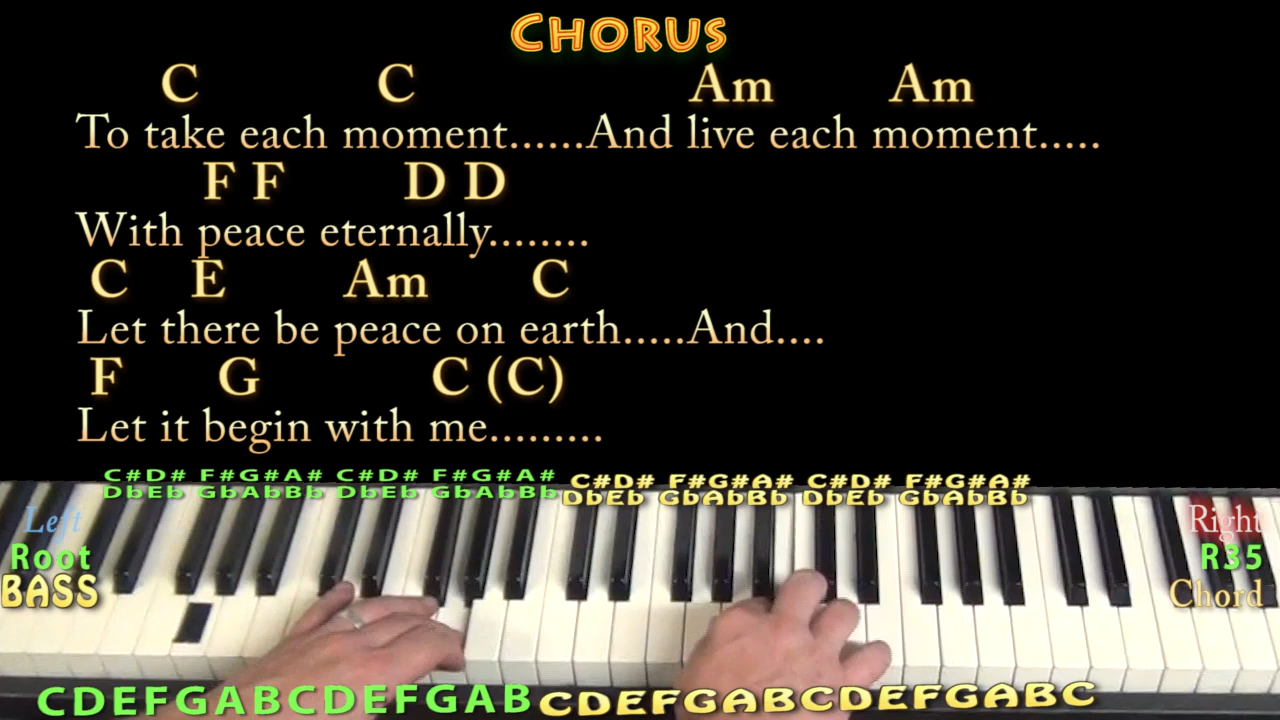 CHORUS
C C Am Am
To take each moment......And live each moment.....
F F D D
With peace eternally........
C E Am C
Let there be peace on earth.....And....
F G C (C)
Let it begin with me.........
C#D# F#G#A# C#D# F#G#A# C#D# F#G#A# C#D# F#G#A#
DbEb GbAbBb DbEb GbAbBb DbEb GbAbBb DbEb GbAbBb
Left
Root
BASS
Right
R35
Chord
CDEFGABCDEFGAB CDEFGABCDEFGABC